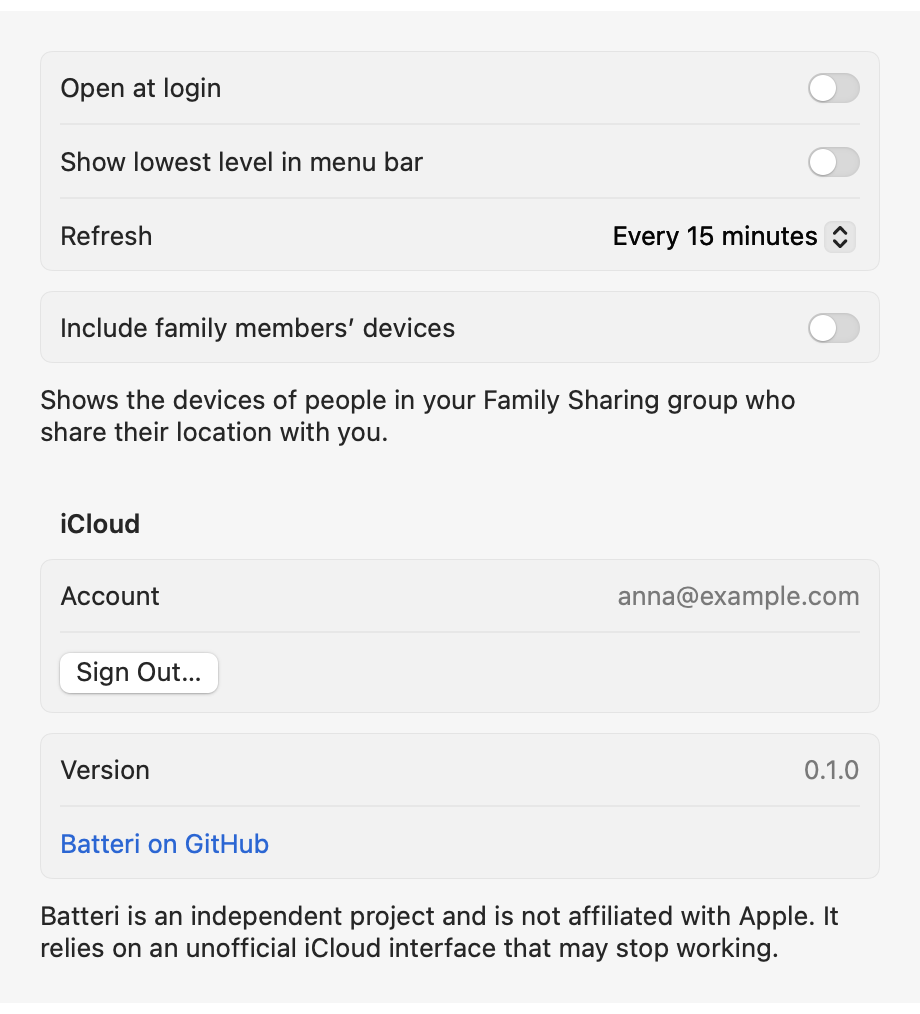 Open at login
Show lowest level in menu bar
Refresh Every 15 minutes
Include family members’ devices
Shows the devices of people in your Family Sharing group who
share their location with you.
iCloud
Account anna@example.com
Sign Out...
Version 0.1.0
Batteri on GitHub
Batteri is an independent project and is not affiliated with Apple. It
relies on an unofficial iCloud interface that may stop working.